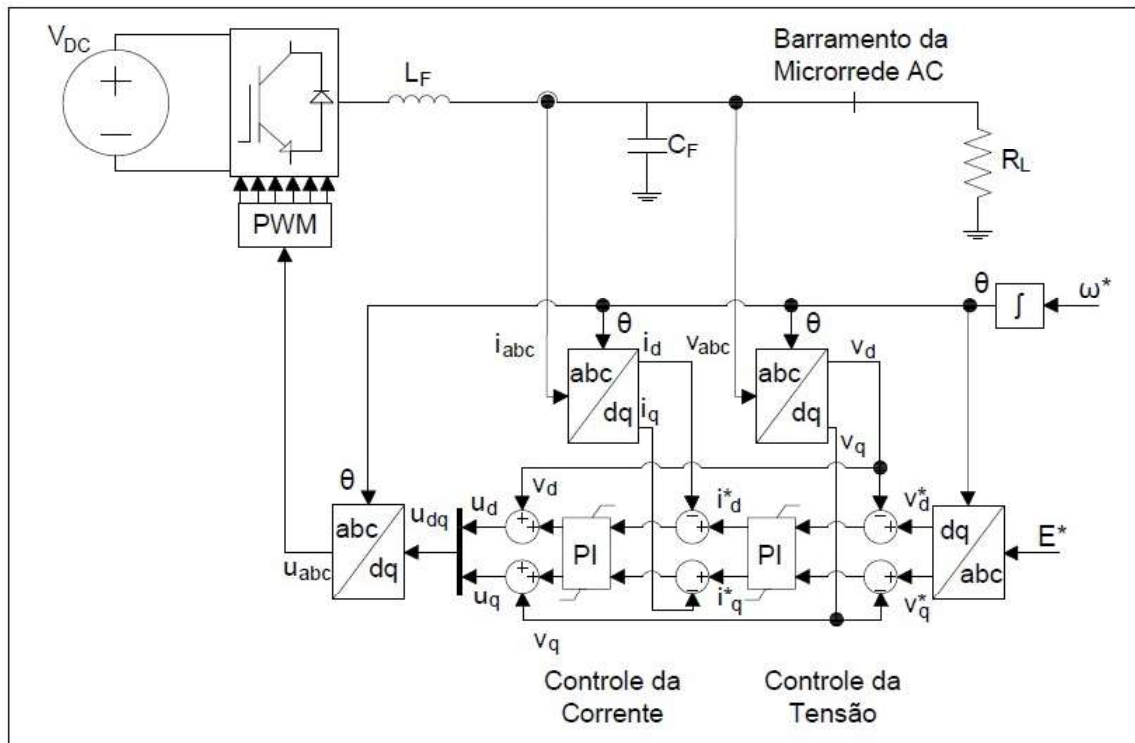 V_DC
L_F
Barramento da
Microrrede AC
C_F
R_L
PWM
θ
∫
ω*
θ
θ
i_abc
abc
dq
i_d
i_q
v_abc
abc
dq
v_d
v_q
θ
abc
dq
u_abc
u_dq
u_d
u_q
v_d
v_q
PI
i*_d
i*_q
PI
v*_d
v*_q
dq
abc
E*
Controle da
Corrente
Controle da
Tensão